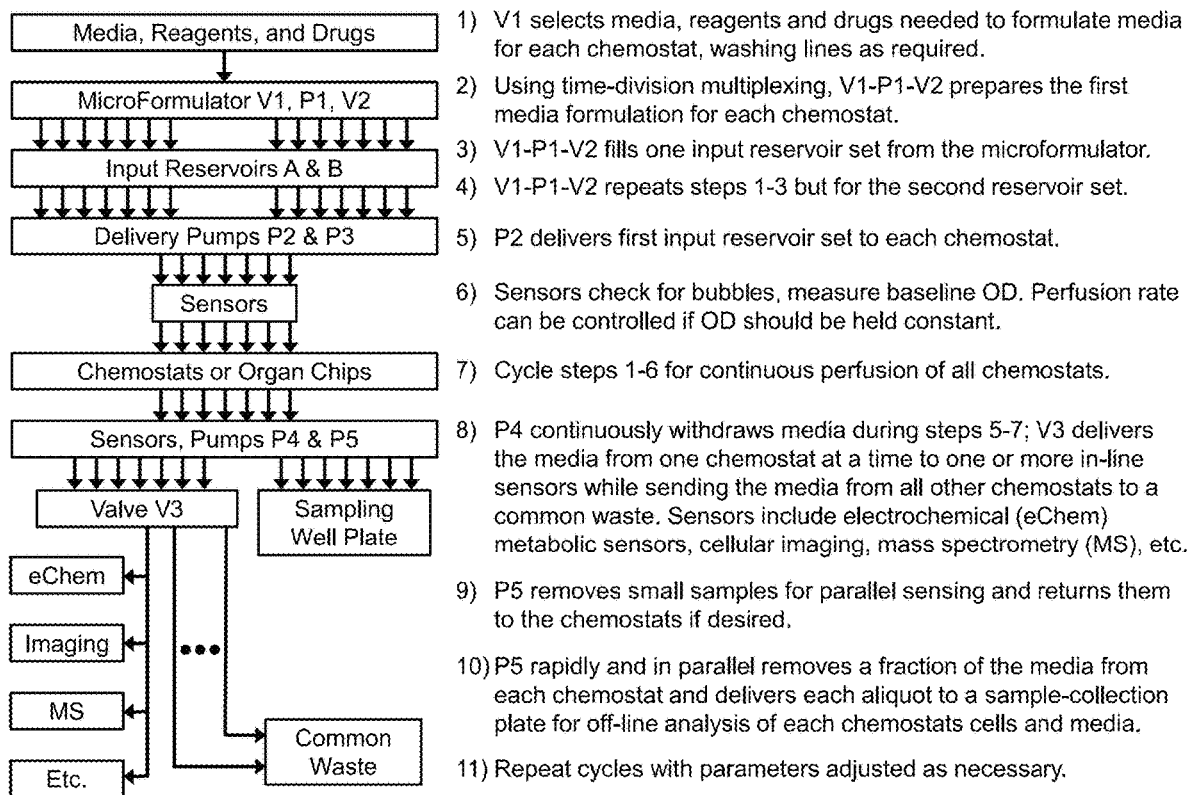 Media, Reagents, and Drugs
MicroFormulator V1, P1, V2
Input Reservoirs A & B
Delivery Pumps P2 & P3
Sensors
Chemostats or Organ Chips
Sensors, Pumps P4 & P5
Valve V3
Sampling
Well Plate
eChem
Imaging
MS
Etc.
Common
Waste
1) V1 selects media, reagents and drugs needed to formulate media
for each chemostat, washing lines as required.
2) Using time-division multiplexing, V1-P1-V2 prepares the first
media formulation for each chemostat.
3) V1-P1-V2 fills one input reservoir set from the microformulator.
4) V1-P1-V2 repeats steps 1-3 but for the second reservoir set.
5) P2 delivers first input reservoir set to each chemostat.
6) Sensors check for bubbles, measure baseline OD. Perfusion rate
can be controlled if OD should be held constant.
7) Cycle steps 1-6 for continuous perfusion of all chemostats.
8) P4 continuously withdraws media during steps 5-7; V3 delivers
the media from one chemostat at a time to one or more in-line
sensors while sending the media from all other chemostats to a
common waste. Sensors include electrochemical (eChem)
metabolic sensors, cellular imaging, mass spectrometry (MS), etc.
9) P5 removes small samples for parallel sensing and returns them
to the chemostats if desired.
10) P5 rapidly and in parallel removes a fraction of the media from
each chemostat and delivers each aliquot to a sample-collection
plate for off-line analysis of each chemostats cells and media.
11) Repeat cycles with parameters adjusted as necessary.